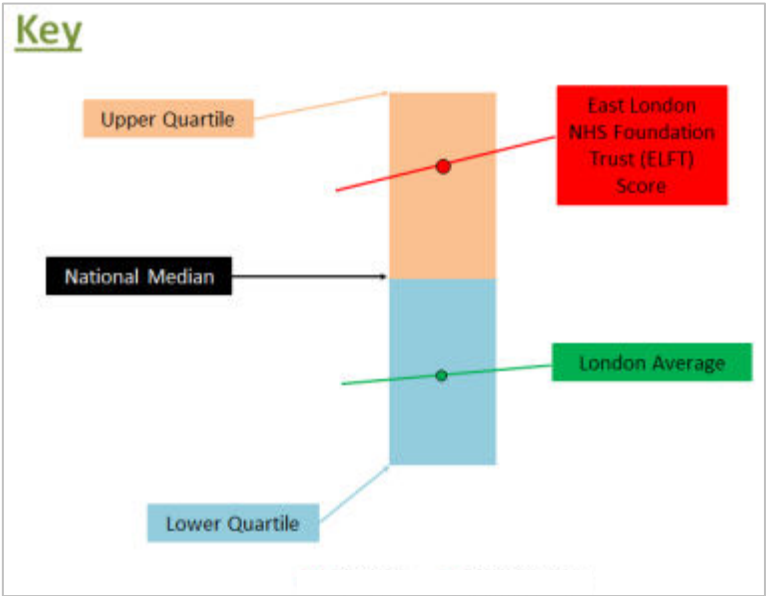 Key
Upper Quartile
East London
NHS Foundation
Trust (ELFT)
Score
National Median
London Average
Lower Quartile